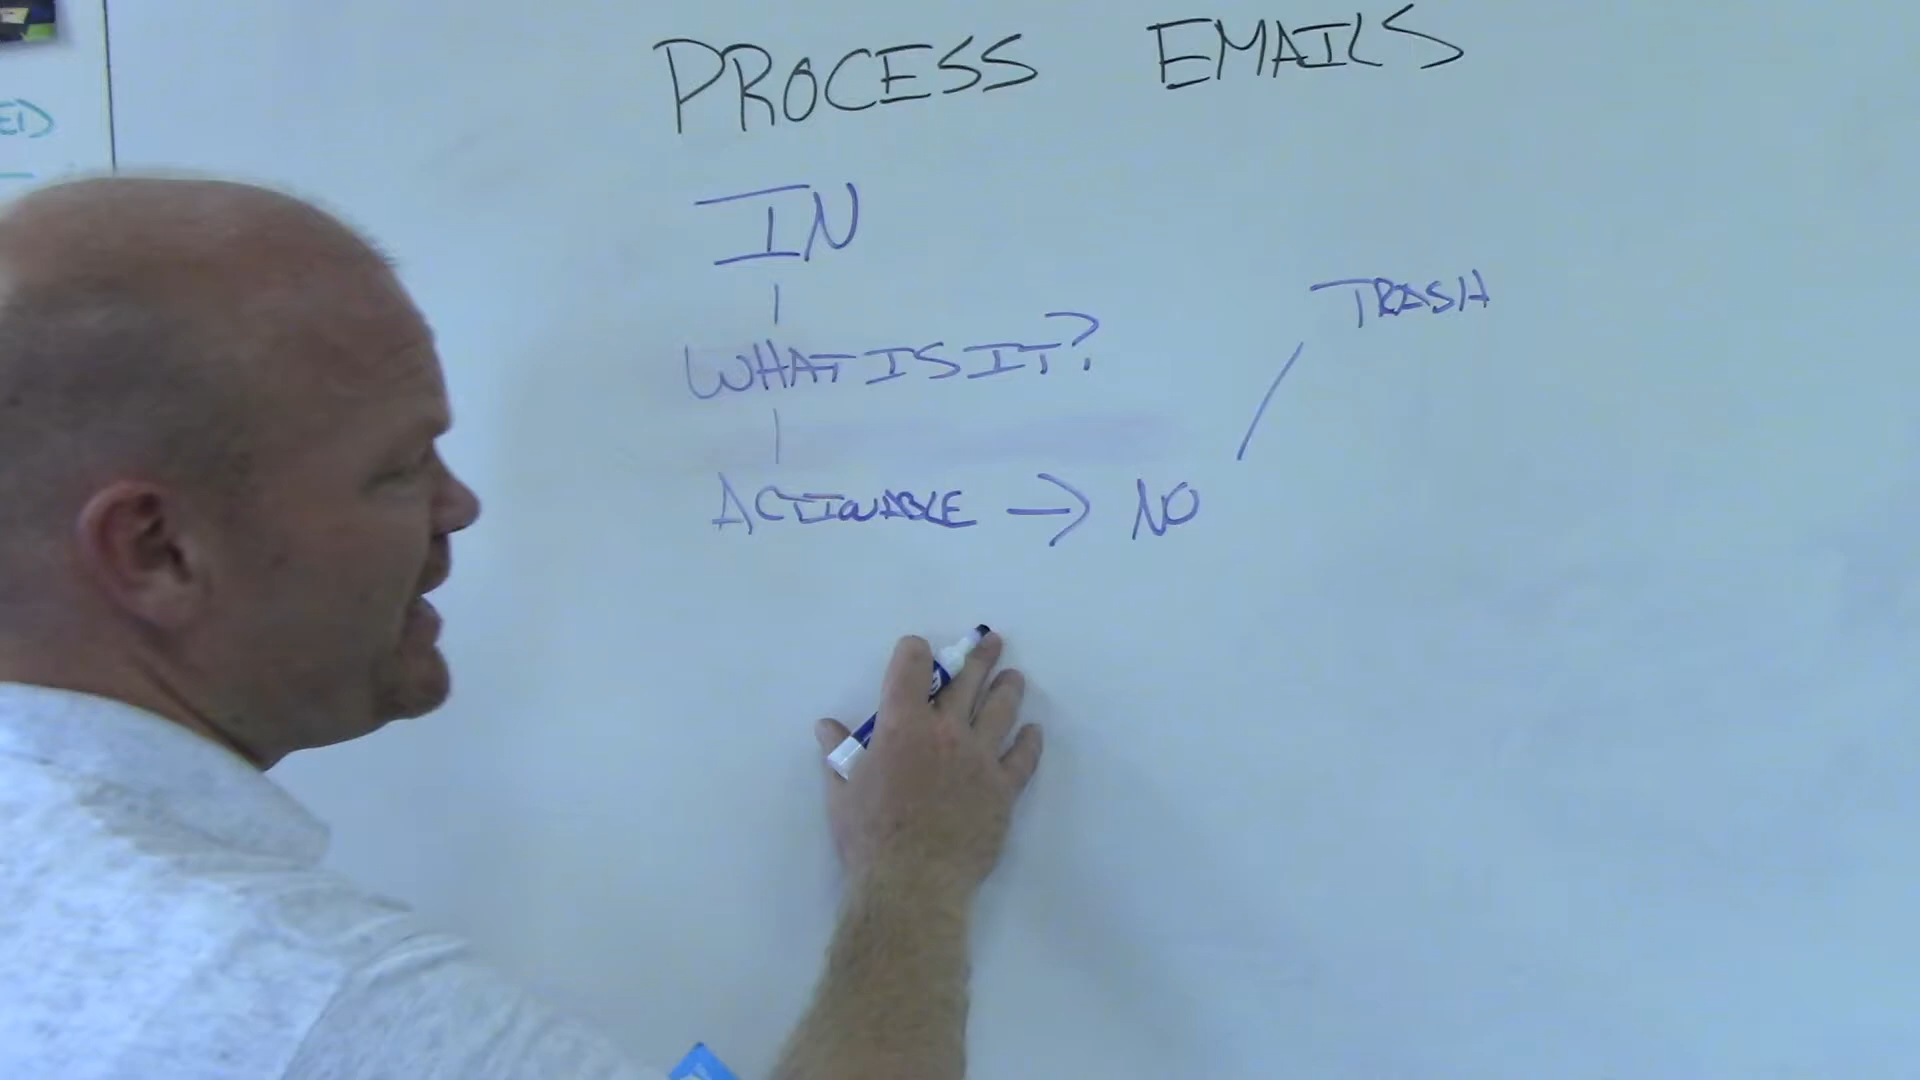 PROCESS EMAILS
IN
WHAT IS IT?
TRASH
ACTIONABLE → NO